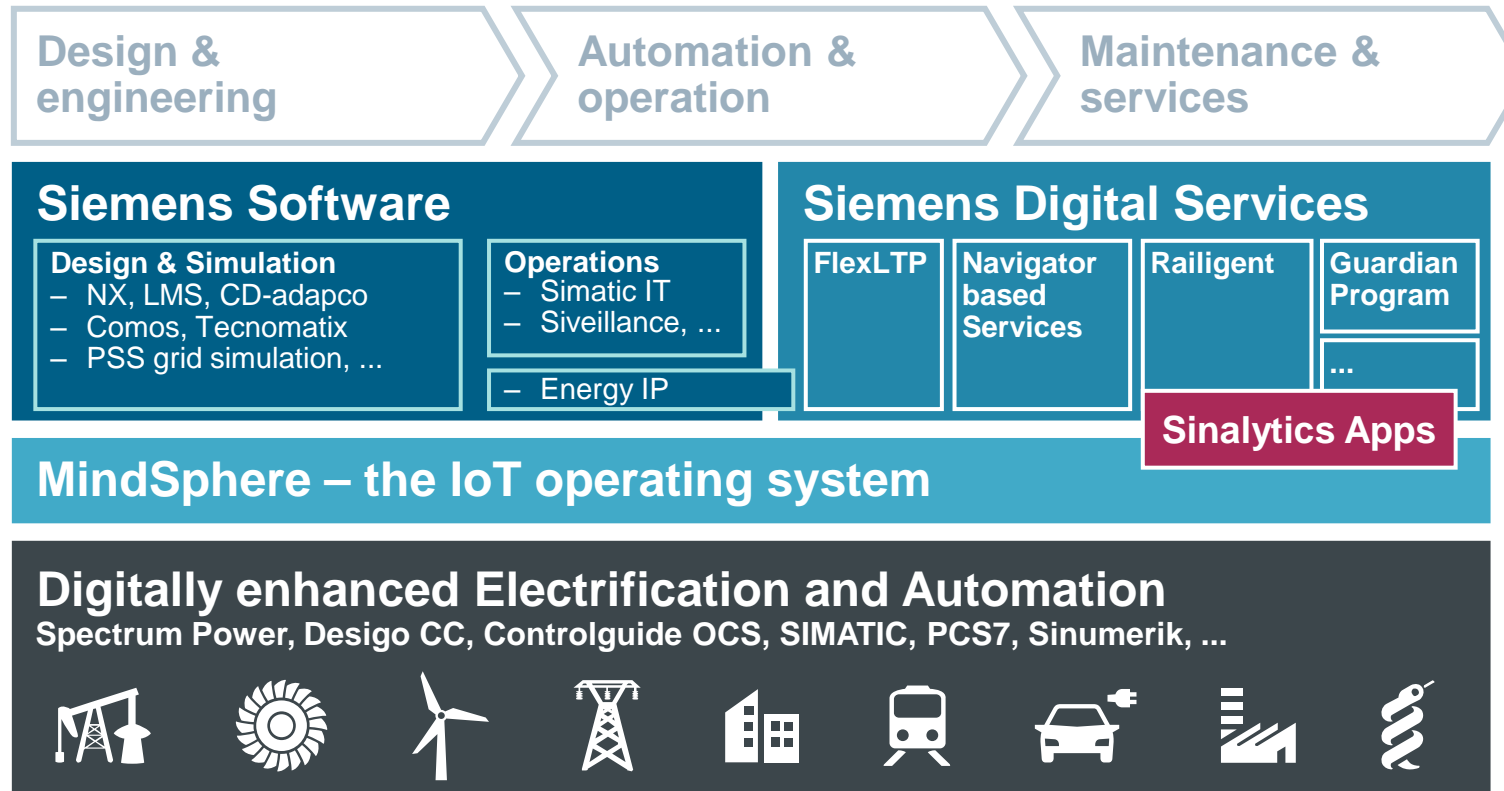 Design &
engineering
Automation &
operation
Maintenance &
services
Siemens Software
Design & Simulation
– NX, LMS, CD-adapco
– Comos, Tecnomatix
– PSS grid simulation, ...
Operations
– Simatic IT
– Siveillance, ...
– Energy IP
Siemens Digital Services
FlexLTP
Navigator
based
Services
Railigent
Guardian
Program
...
Sinalytics Apps
MindSphere – the IoT operating system
Digitally enhanced Electrification and Automation
Spectrum Power, Desigo CC, Controlguide OCS, SIMATIC, PCS7, Sinumerik, ...